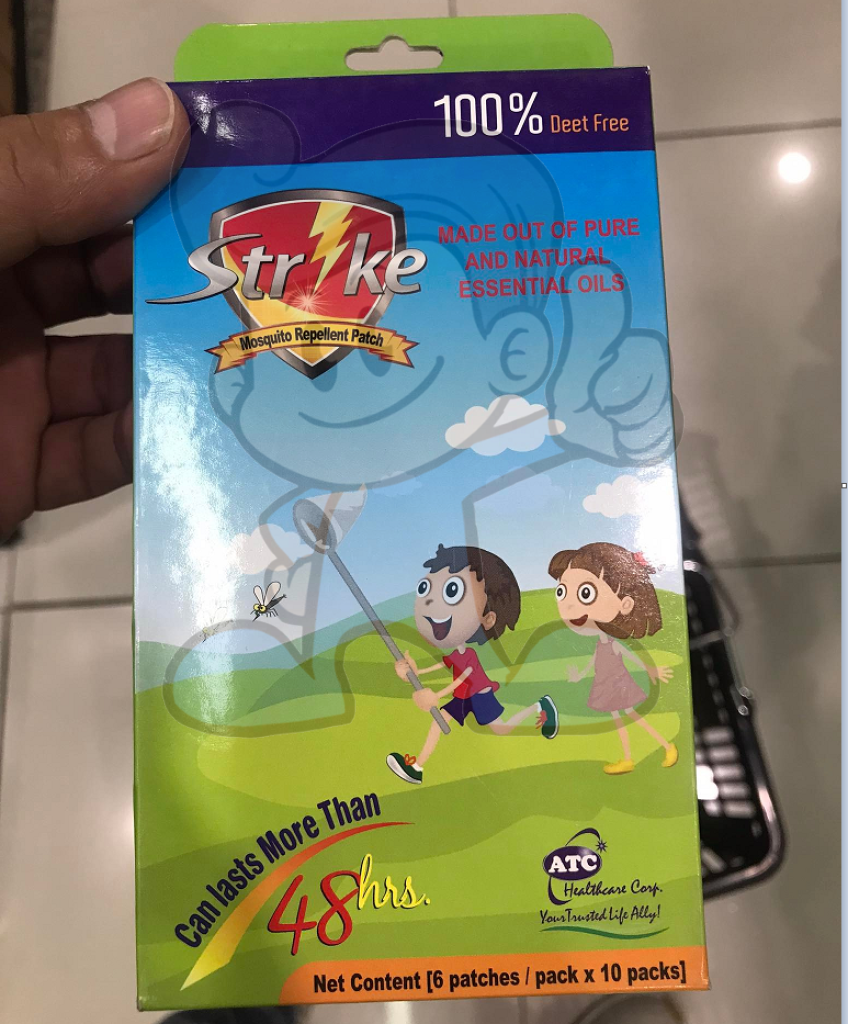 100% Deet Free
Strike
Mosquito Repellent Patch
MADE OUT OF PURE
AND NATURAL
ESSENTIAL OILS
Can lasts More Than
48hrs.
ATC
Healthcare Corp.
Your Trusted Life Ally!
Net Content [6 patches / pack x 10 packs]